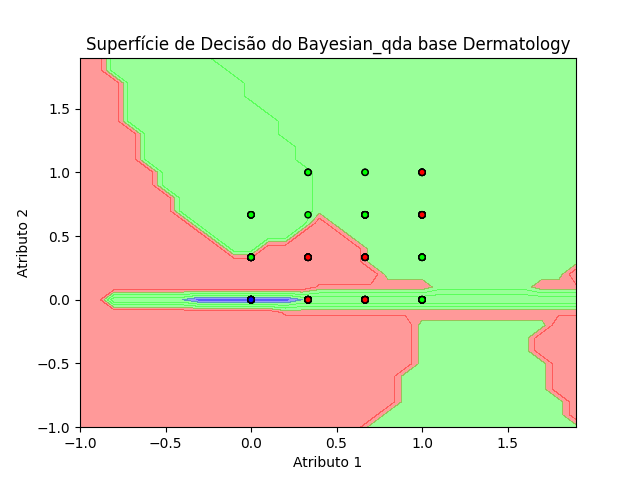 Superfície de Decisão do Bayesian_qda base Dermatology
Atributo 2
1.5
1.0
0.5
0.0
−0.5
−1.0
−1.0 −0.5 0.0 0.5 1.0 1.5
Atributo 1